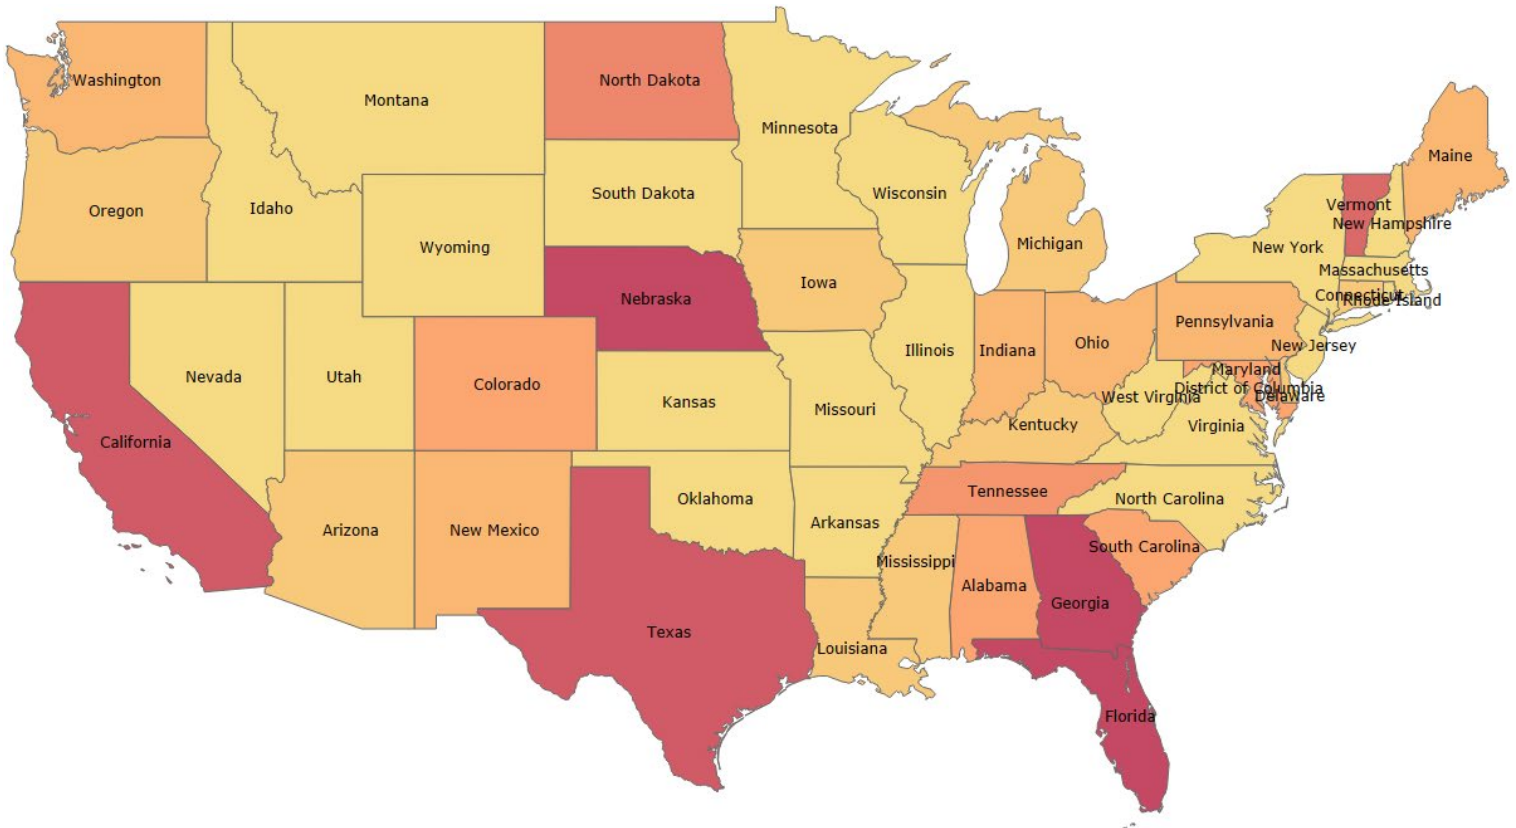 Washington
Montana
North Dakota
Minnesota
Maine
Oregon
Idaho
South Dakota
Wisconsin
Vermont
New Hampshire
Wyoming
Michigan
New York
Massachusetts
Nebraska
Iowa
Connecticut
Rhode Island
Pennsylvania
Nevada
Utah
Colorado
Illinois
Indiana
Ohio
New Jersey
Maryland
District of Columbia
Delaware
Kansas
Missouri
West Virginia
Kentucky
Virginia
California
Arizona
New Mexico
Oklahoma
Arkansas
Tennessee
North Carolina
South Carolina
Mississippi
Alabama
Georgia
Texas
Louisiana
Florida